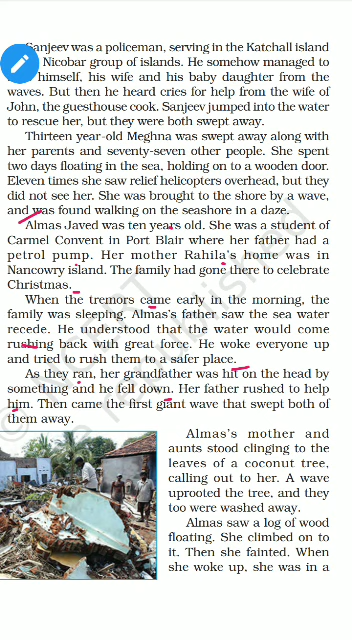 Sanjeev was a policeman, serving in the Katchall island
Nicobar group of islands. He somehow managed to
himself, his wife and his baby daughter from the
waves. But then he heard cries for help from the wife of
John, the guesthouse cook. Sanjeev jumped into the water
to rescue her, but they were both swept away.
Thirteen year-old Meghna was swept away along with
her parents and seventy-seven other people. She spent
two days floating in the sea, holding on to a wooden door.
Eleven times she saw relief helicopters overhead, but they
did not see her. She was brought to the shore by a wave,
and was found walking on the seashore in a daze.
Almas Javed was ten years old. She was a student of
Carmel Convent in Port Blair where her father had a
petrol pump. Her mother Rahila's home was in
Nancowry island. The family had gone there to celebrate
Christmas.
When the tremors came early in the morning, the
family was sleeping. Almas's father saw the sea water
recede. He understood that the water would come
rushing back with great force. He woke everyone up
and tried to rush them to a safer place.
As they ran, her grandfather was hit on the head by
something and he fell down. Her father rushed to help
him. Then came the first giant wave that swept both of
them away.
Almas's mother and
aunts stood clinging to the
leaves of a coconut tree,
calling out to her. A wave
uprooted the tree, and they
too were washed away.
Almas saw a log of wood
floating. She climbed on to
it. Then she fainted. When
she woke up, she was in a